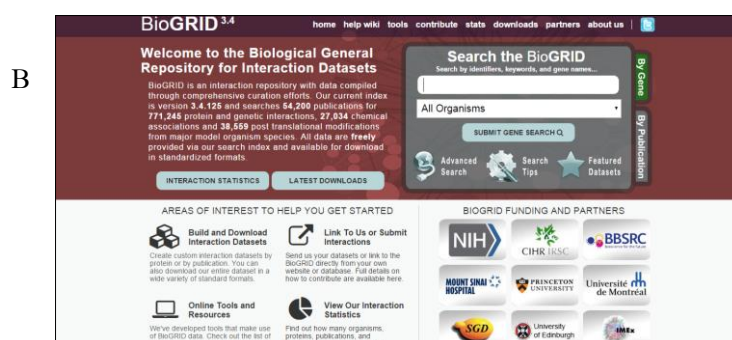 B
BioGRID 3.4
home help wiki tools contribute stats downloads partners about us |
Welcome to the Biological General
Repository for Interaction Datasets
BioGRID is an interaction repository with data compiled
through comprehensive curation efforts. Our current index
is version 3.4.125 and searches 54,200 publications for
771,245 protein and genetic interactions, 27,034 chemical
associations and 38,559 post translational modifications
from major model organism species. All data are freely
provided via our search index and available for download
in standardized formats.
INTERACTION STATISTICS
LATEST DOWNLOADS
Search the BioGRID
Search by identifiers, keywords, and gene names...
All Organisms
SUBMIT GENE SEARCH
Advanced
Search
Search
Tips
Featured
Datasets
By Gene
By Publication
AREAS OF INTEREST TO HELP YOU GET STARTED
Build and Download
Interaction Datasets
Create custom interaction datasets by
protein or by publication. You can
also download our entire dataset in a
wide variety of standard formats.
Link To Us or Submit
Interactions
Send us your datasets or link to the
BioGRID directly from your own
website or database. Full details on
how to contribute are available here.
Online Tools and
Resources
We've developed tools that make use
of BioGRID data. Check out the list of
View Our Interaction
Statistics
Find out how many organisms,
proteins, publications, and
BIOGRID FUNDING AND PARTNERS
NIH
CIHR IRSC
BBSRC
MOUNT SINAI
HOSPITAL
PRINCETON
UNIVERSITY
Université
de Montréal
SGD
University
of Edinburgh
IMEx